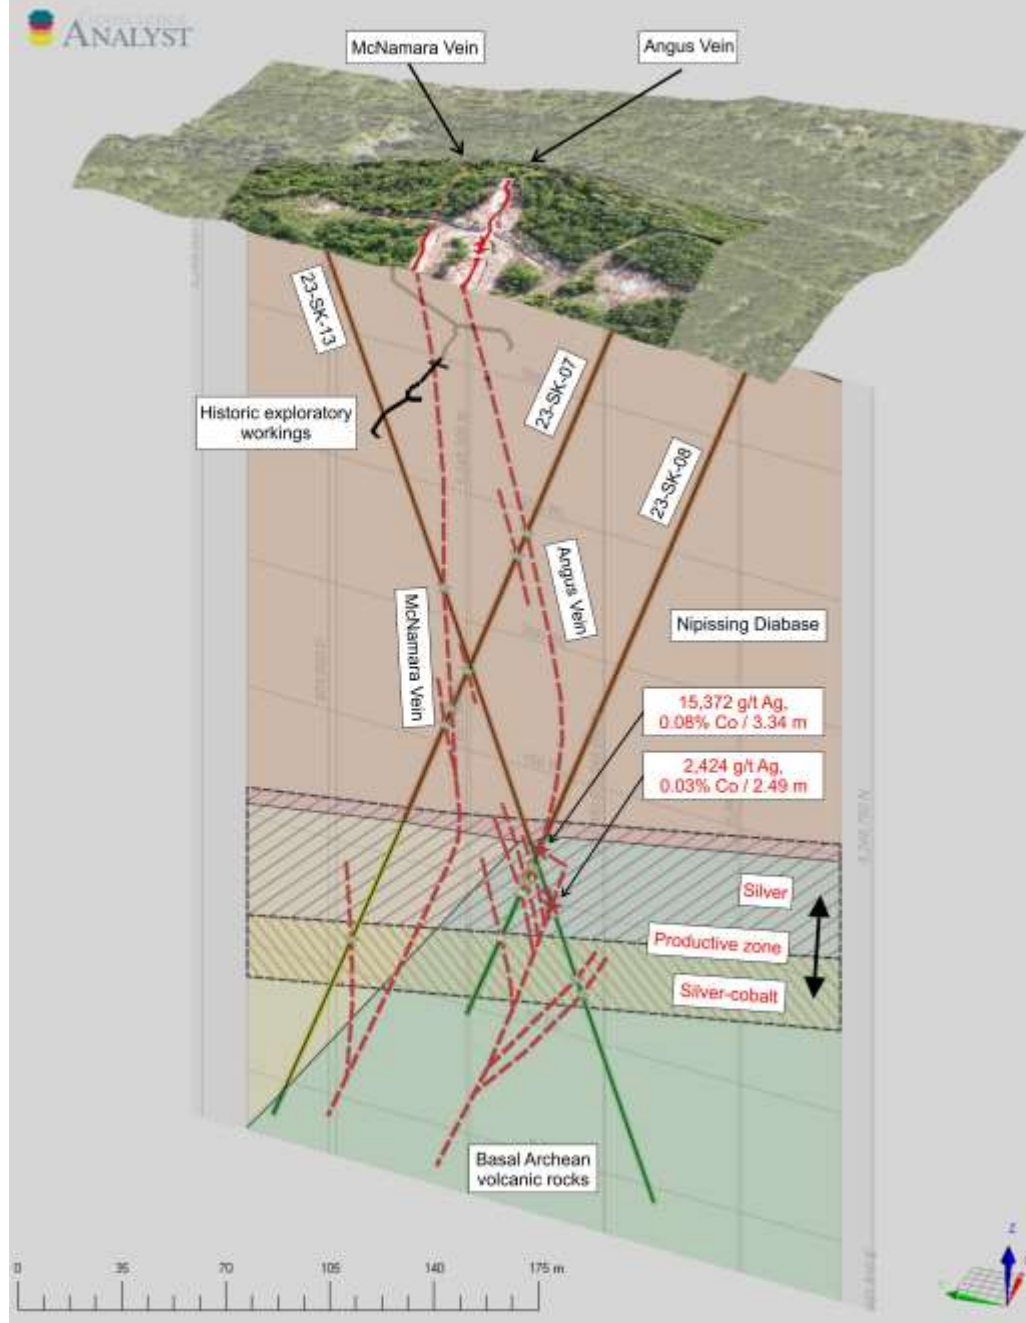 ANALYST
McNamara Vein
Angus Vein
23-SK-13
23-SK-07
Historic exploratory
workings
23-SK-08
Angus Vein
McNamara Vein
Nipissing Diabase
15,372 g/t Ag,
0.08% Co / 3.34 m
2,424 g/t Ag,
0.03% Co / 2.49 m
Silver
Productive zone
Silver-cobalt
Basal Archean
volcanic rocks
0 35 70 105 140 175 m
Z